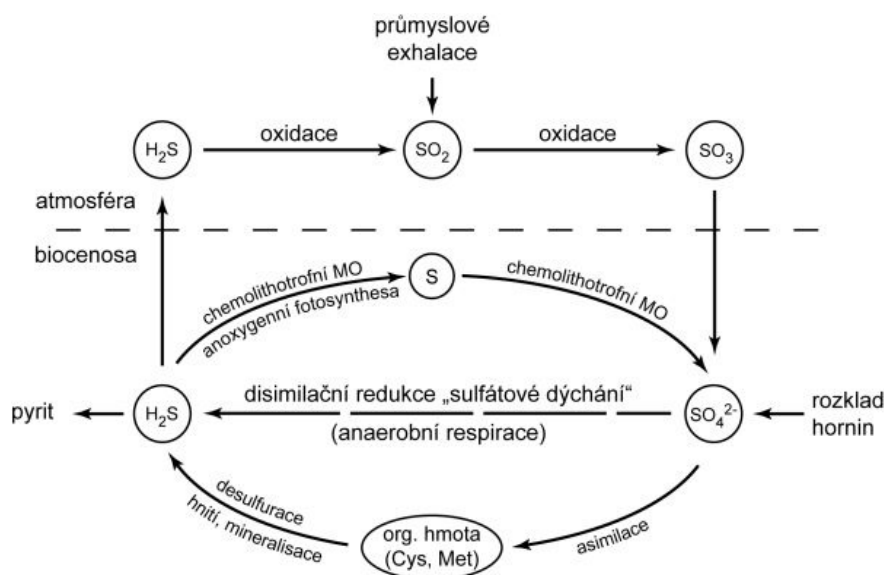 průmyslové
exhalace
H₂S
oxidace
SO₂
oxidace
SO₃
atmosféra
biocenosa
chemolithotrofní MO
anoxygenní fotosynthesa
S
chemolithotrofní MO
pyrit
H₂S
disimilační redukce „sulfátové dýchání“
(anaerobní respirace)
SO₄²⁻
rozklad
hornin
desulfurace
hnití, mineralisace
org. hmota
(Cys, Met)
asimilace